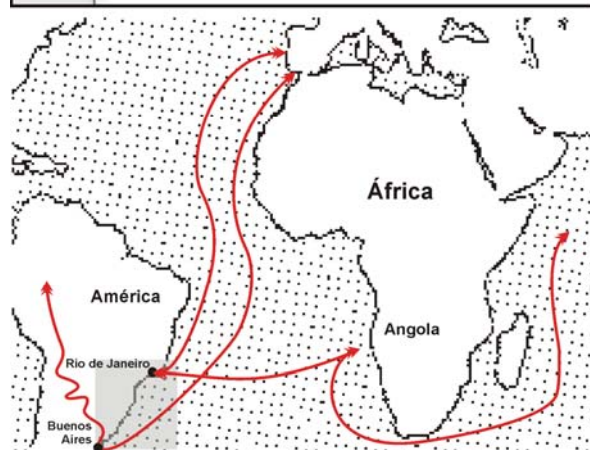 África
América
Angola
Rio de Janeiro
Buenos
Aires